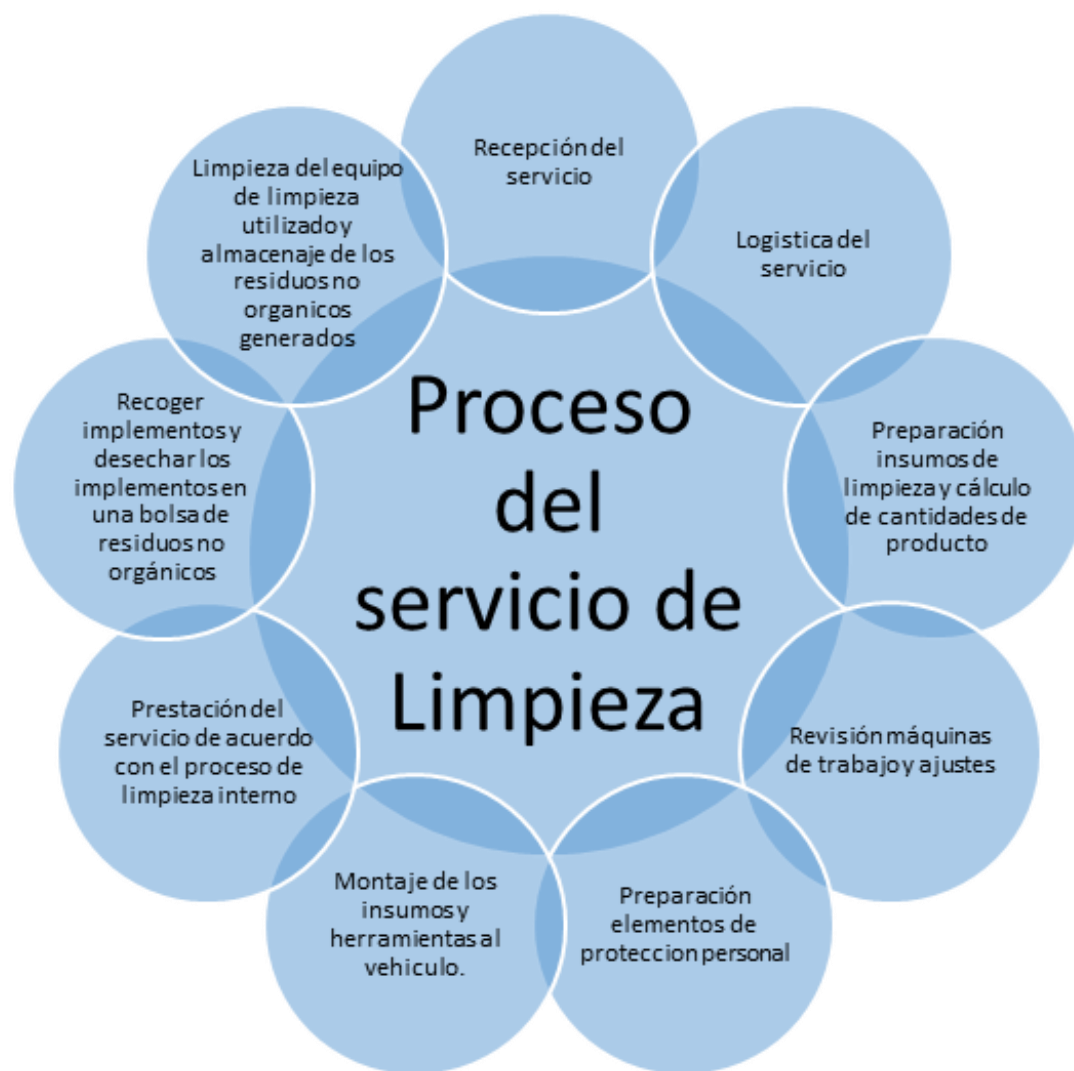 Recepción del
servicio
Logistica del
servicio
Preparación
insumos de
limpieza y cálculo
de cantidades de
producto
Revisión máquinas
de trabajo y ajustes
Preparación
elementos de
proteccion personal
Montaje de los
insumos y
herramientas al
vehiculo.
Prestación del
servicio de acuerdo
con el proceso de
limpieza interno
Recoger
implementos y
desechar los
implementos en
una bolsa de
residuos no
orgánicos
Limpieza del equipo
de limpieza
utilizado y
almacenaje de los
residuos no
organicos
generados
Proceso
del
servicio de
Limpieza